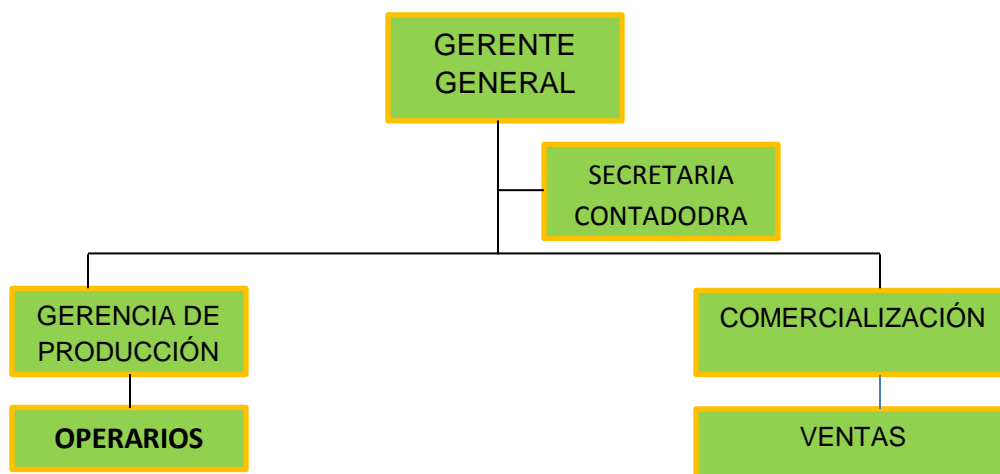 GERENTE
GENERAL
SECRETARIA
CONTADODRA
GERENCIA DE
PRODUCCIÓN
COMERCIALIZACIÓN
OPERARIOS
VENTAS